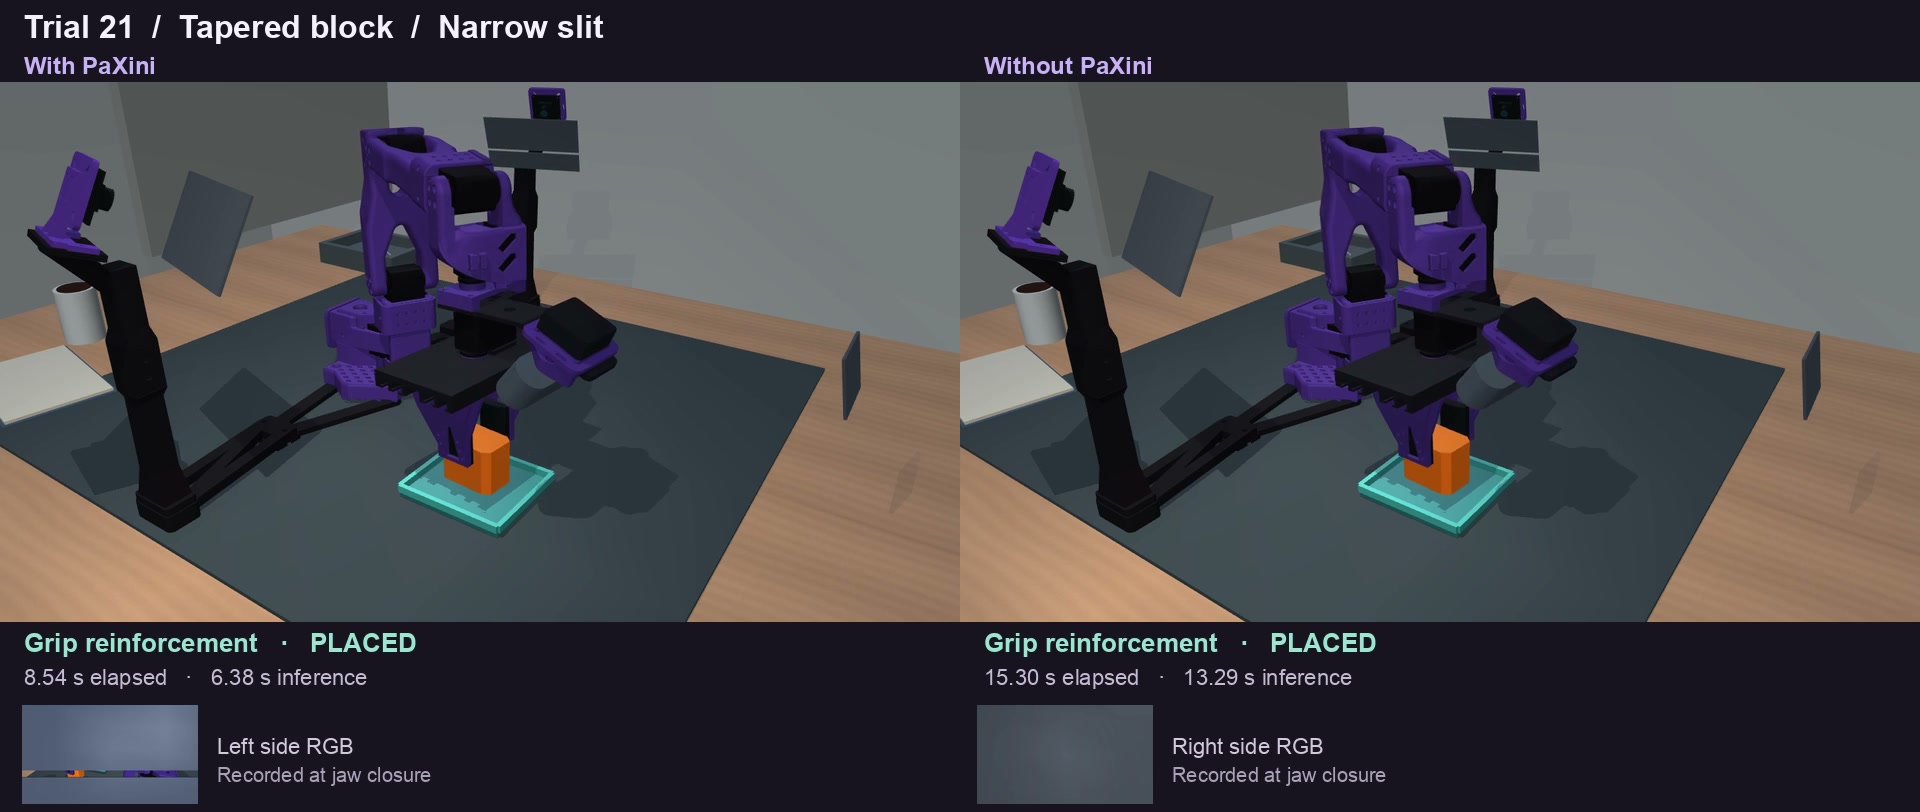 Trial 21 / Tapered block / Narrow slit
With PaXini
Without PaXini
Grip reinforcement · PLACED
8.54 s elapsed · 6.38 s inference
Left side RGB
Recorded at jaw closure
Grip reinforcement · PLACED
15.30 s elapsed · 13.29 s inference
Right side RGB
Recorded at jaw closure